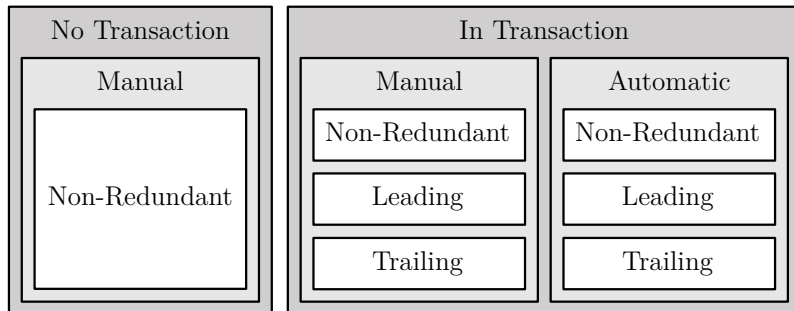 No Transaction
Manual
Non-Redundant
In Transaction
Manual
Non-Redundant
Leading
Trailing
Automatic
Non-Redundant
Leading
Trailing